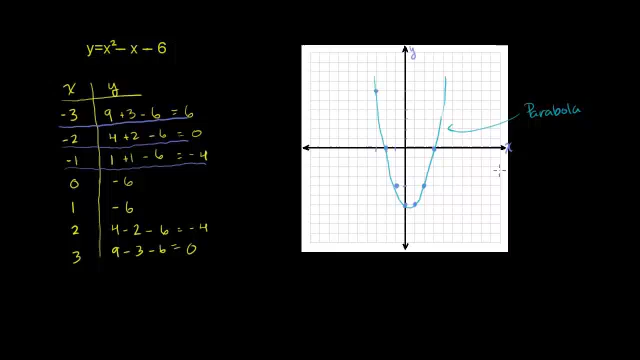 y=x² – x – 6
x y
-3 9 + 3 - 6 = 6
-2 4 + 2 - 6 = 0
-1 1 + 1 - 6 = -4
0 -6
1 -6
2 4 - 2 - 6 = -4
3 9 - 3 - 6 = 0
y
Parabola
x